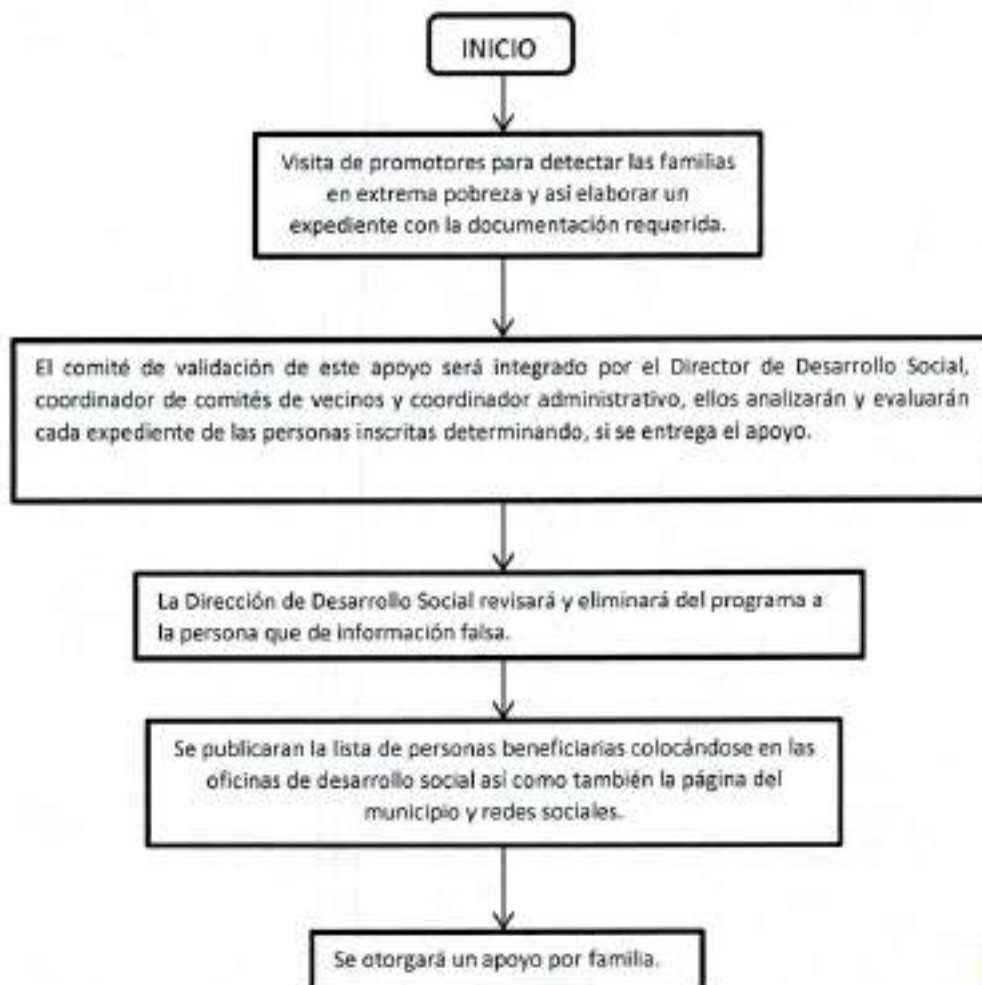 INICIO
Visita de promotores para detectar las familias
en extrema pobreza y así elaborar un
expediente con la documentación requerida.
El comité de validación de este apoyo será integrado por el Director de Desarrollo Social,
coordinador de comités de vecinos y coordinador administrativo, ellos analizarán y evaluarán
cada expediente de las personas inscritas determinando, si se entrega el apoyo.
La Dirección de Desarrollo Social revisará y eliminará del programa a
la persona que de información falsa.
Se publicaran la lista de personas beneficiarias colocándose en las
oficinas de desarrollo social así como también la página del
municipio y redes sociales.
Se otorgará un apoyo por familia.